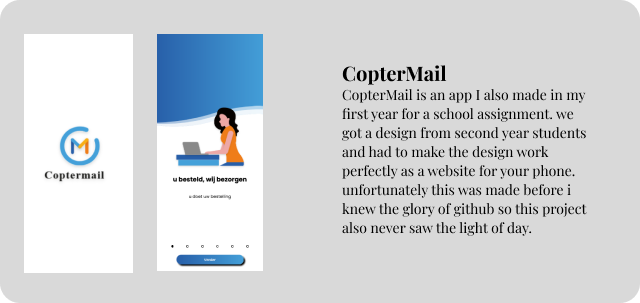 M
Coptermail
u besteld, wij bezorgen
u doet uw bestelling
CopterMail
CopterMail is an app I also made in my
first year for a school assignment. we
got a design from second year students
and had to make the design work
perfectly as a website for your phone.
unfortunately this was made before i
knew the glory of github so this project
also never saw the light of day.